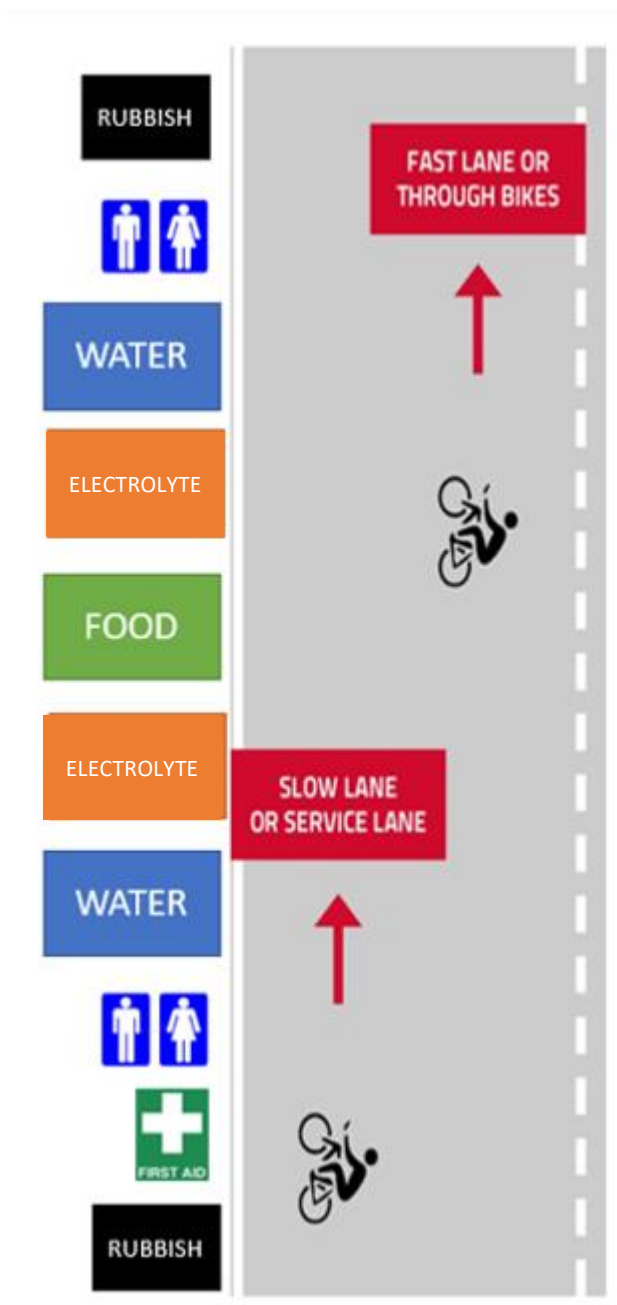 RUBBISH
FAST LANE OR
THROUGH BIKES
WATER
ELECTROLYTE
FOOD
ELECTROLYTE
SLOW LANE
OR SERVICE LANE
WATER
FIRST AID
RUBBISH